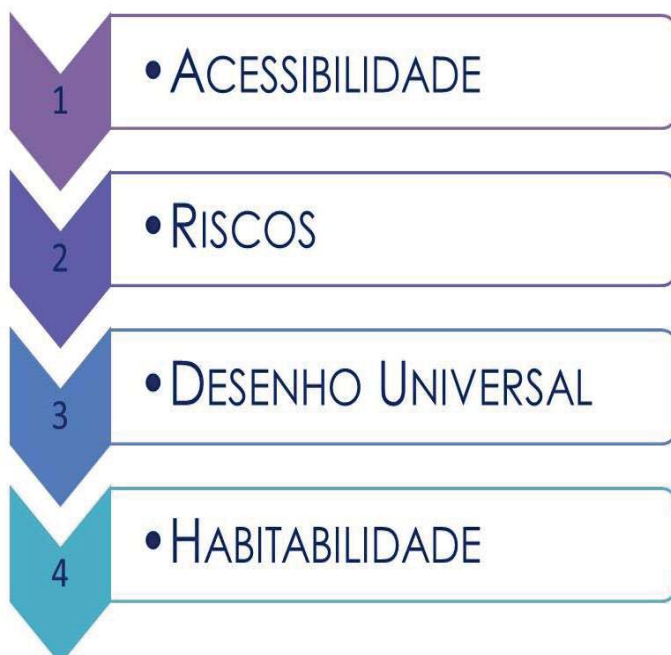 1
• ACESSIBILIDADE
2
• RISCOS
3
• DESENHO UNIVERSAL
4
• HABITABILIDADE